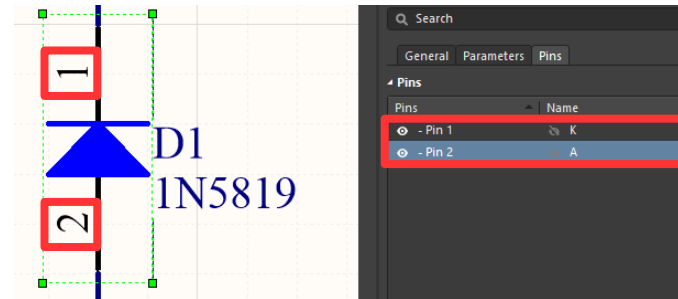 1
2
D1
1N5819
Search
General Parameters Pins
Pins
Pins Name
- Pin 1 K
- Pin 2 A